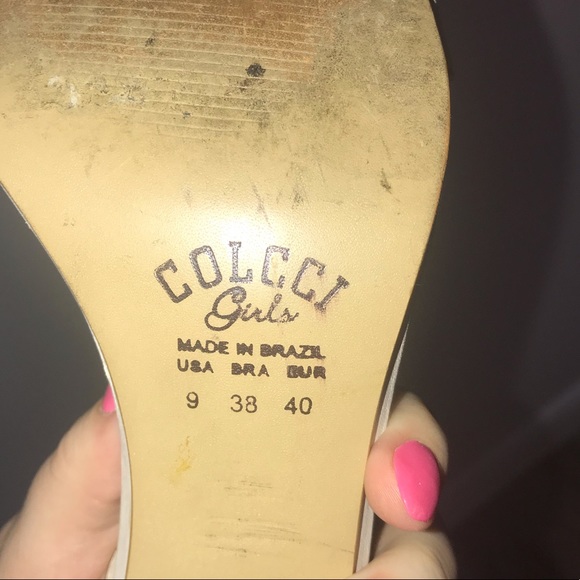 COLCCI
Girls
MADE IN BRAZIL
USA BRA EUR
9 38 40